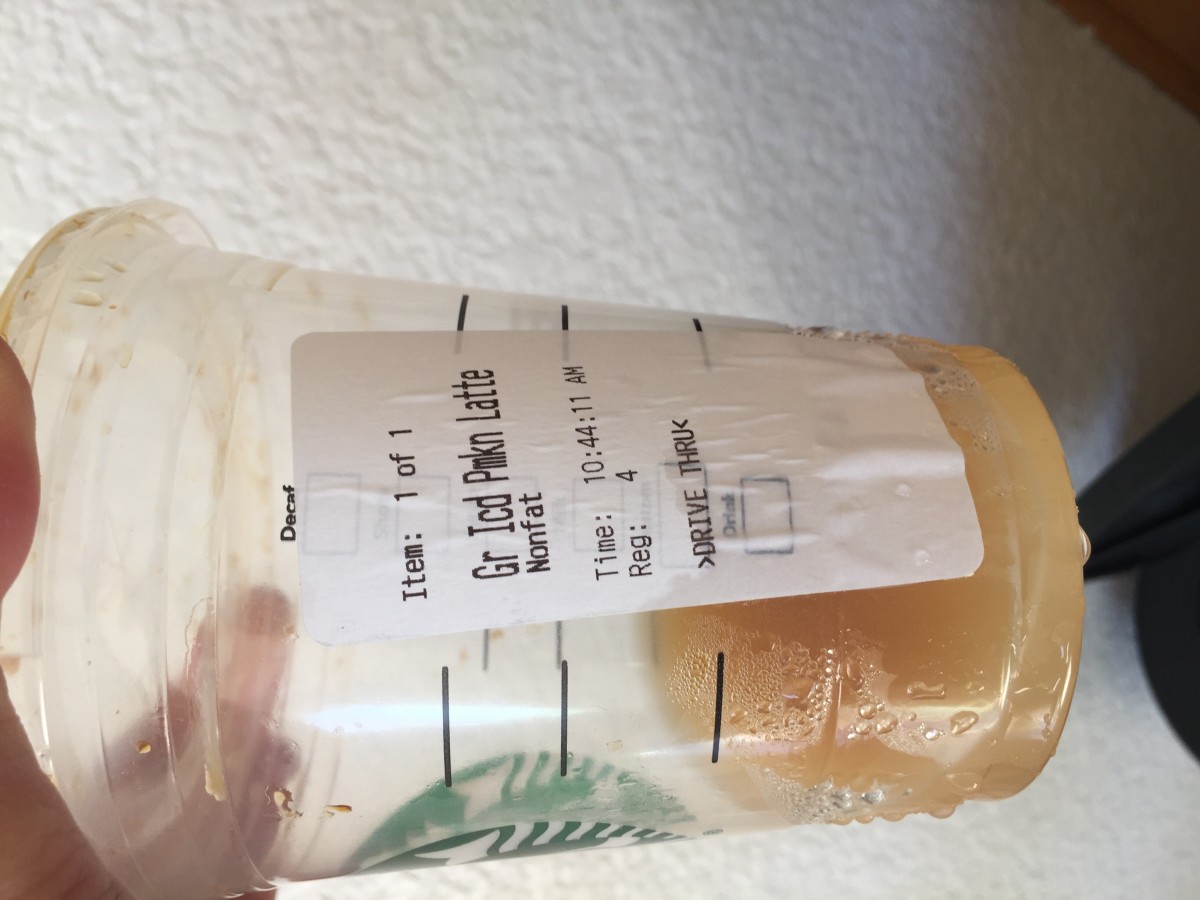 Decaf
Item: 1 of 1
Gr Icd Pmkn Latte
Nonfat
Time: 10:44:11 AM
Reg: 4
>DRIVE THRU<
Drink